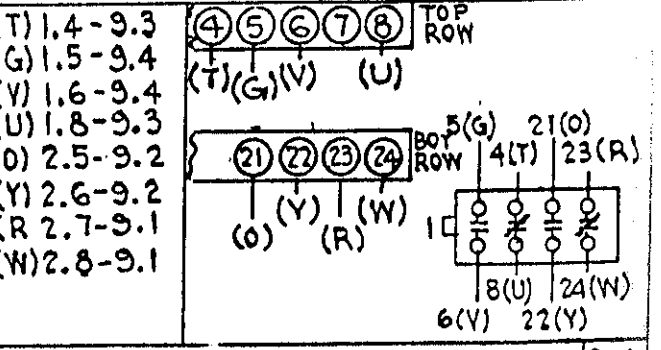 T) 1.4-9.3
G) 1.5-9.4
V) 1.6-9.4
U) 1.8-9.3
O) 2.5-9.2
(Y) 2.6-9.2
(R 2.7-9.1
(W) 2.8-9.1
4 5 6 7 8 TOP ROW
(T) (G) (V) (U)
21 22 23 24 BOT ROW
(O) (Y) (R) (W)
5(G) 21(O)
4(T) 23(R)
1
8(U) 24(W)
6(V) 22(Y)